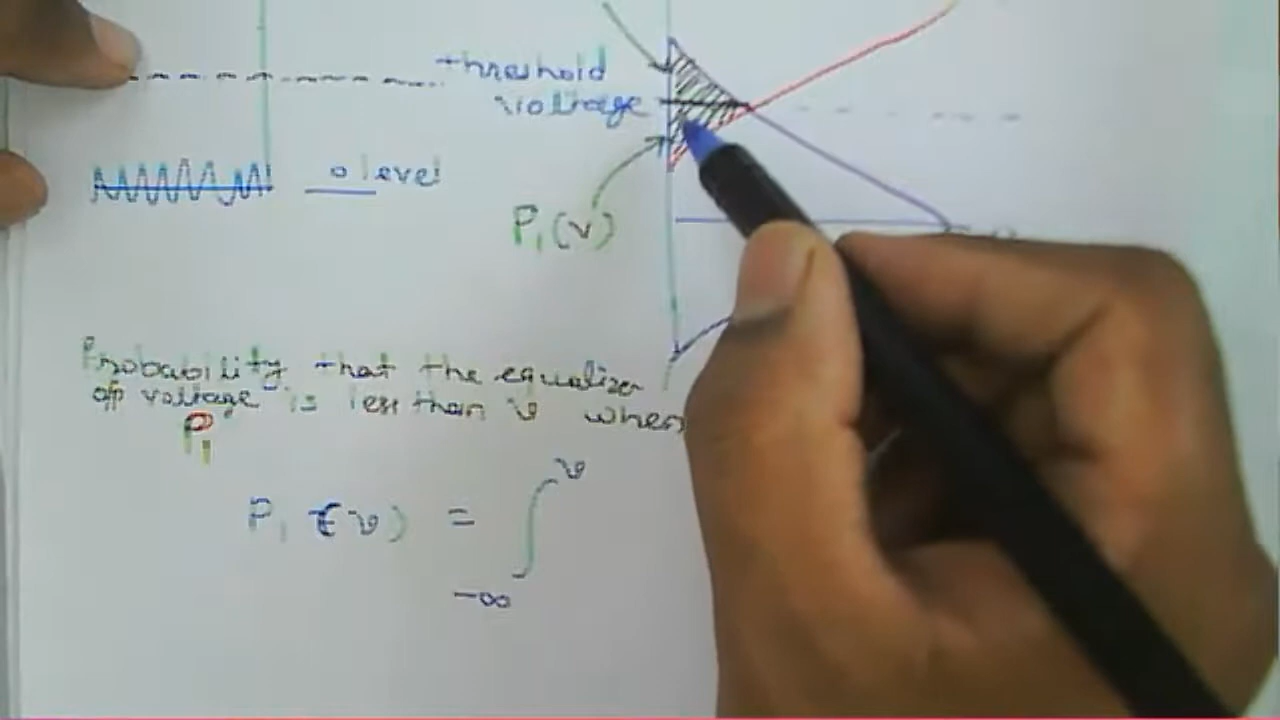 threshold
voltage
0 level
P₁(v)
Probability that the equalizer
o/p voltage is less than v when
P₁
P₁ (v) = ∫
v
-∞